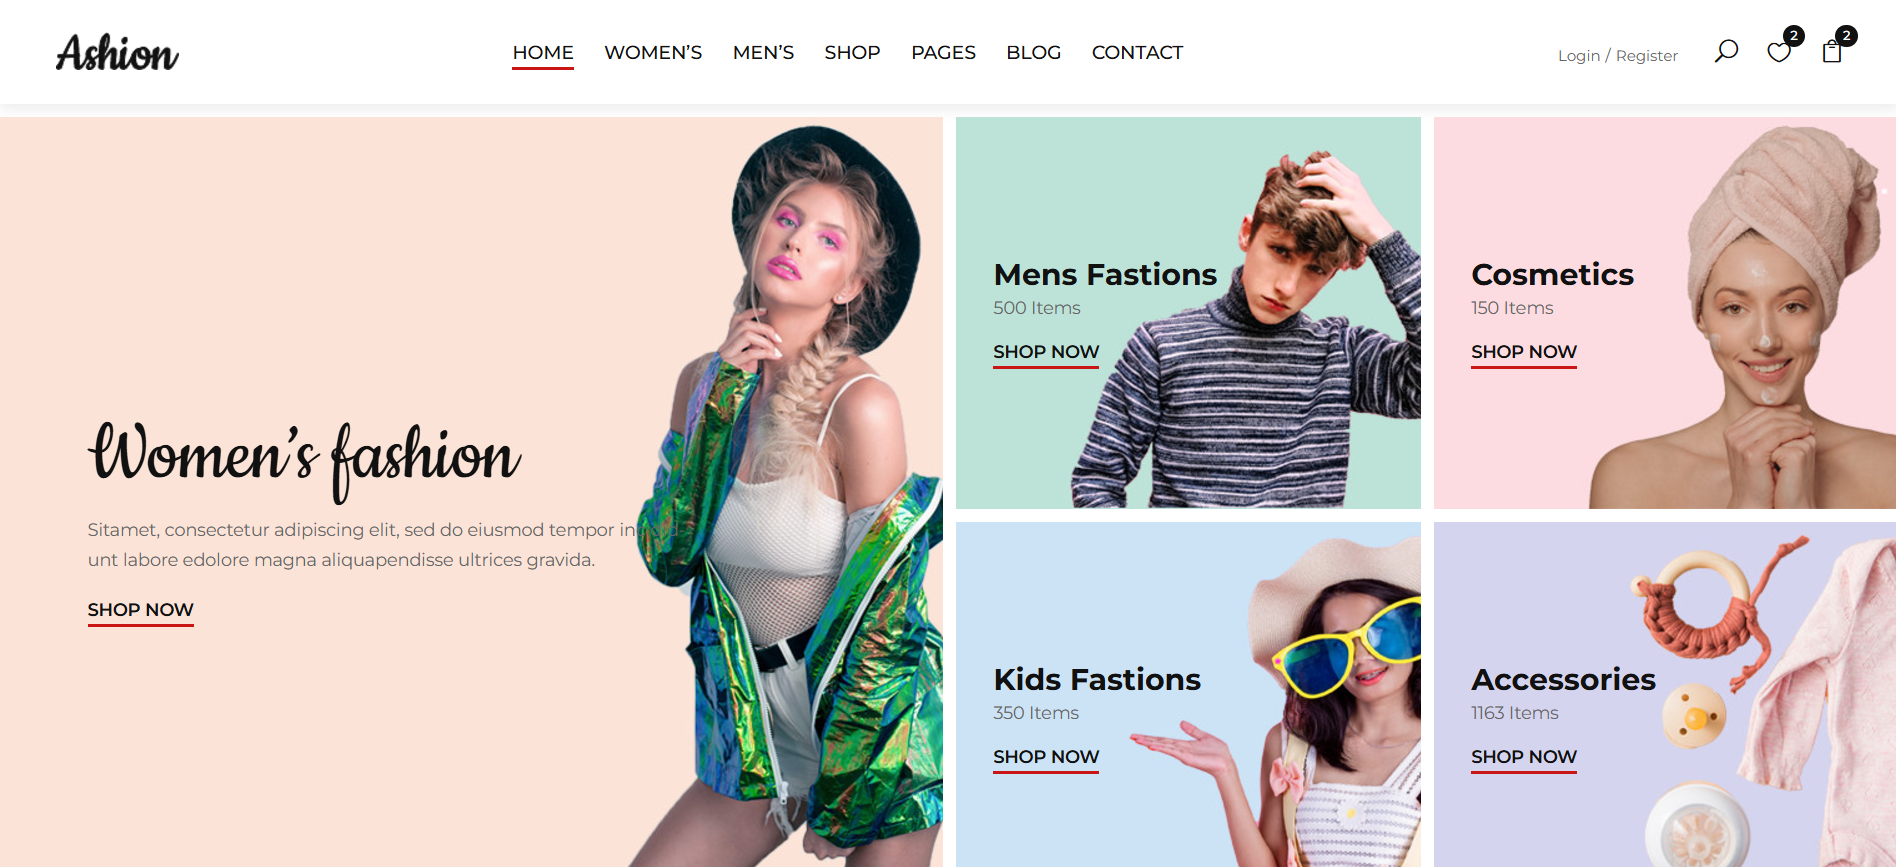 Ashion
HOME WOMEN'S MEN'S SHOP PAGES BLOG CONTACT
Login / Register
2
2
Women's fashion
Sitamet, consectetur adipiscing elit, sed do eiusmod tempor incidid-
unt labore edolore magna aliquapendisse ultrices gravida.
SHOP NOW
Mens Fastions
500 Items
SHOP NOW
Cosmetics
150 Items
SHOP NOW
Kids Fastions
350 Items
SHOP NOW
Accessories
1163 Items
SHOP NOW